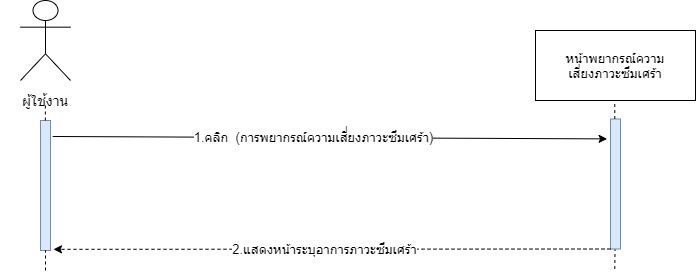 หน้าพยากรณ์ความ
เสี่ยงภาวะซึมเศร้า
ผู้ใช้งาน
1.คลิก (การพยากรณ์ความเสี่ยงภาวะซึมเศร้า)
2.แสดงหน้าระบุอาการภาวะซึมเศร้า